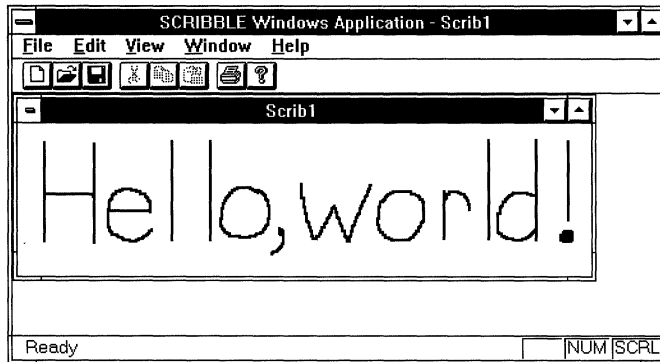 SCRIBBLE Windows Application - Scrib1
File Edit View Window Help
Scrib1
Hello,world!
Ready NUM SCRL